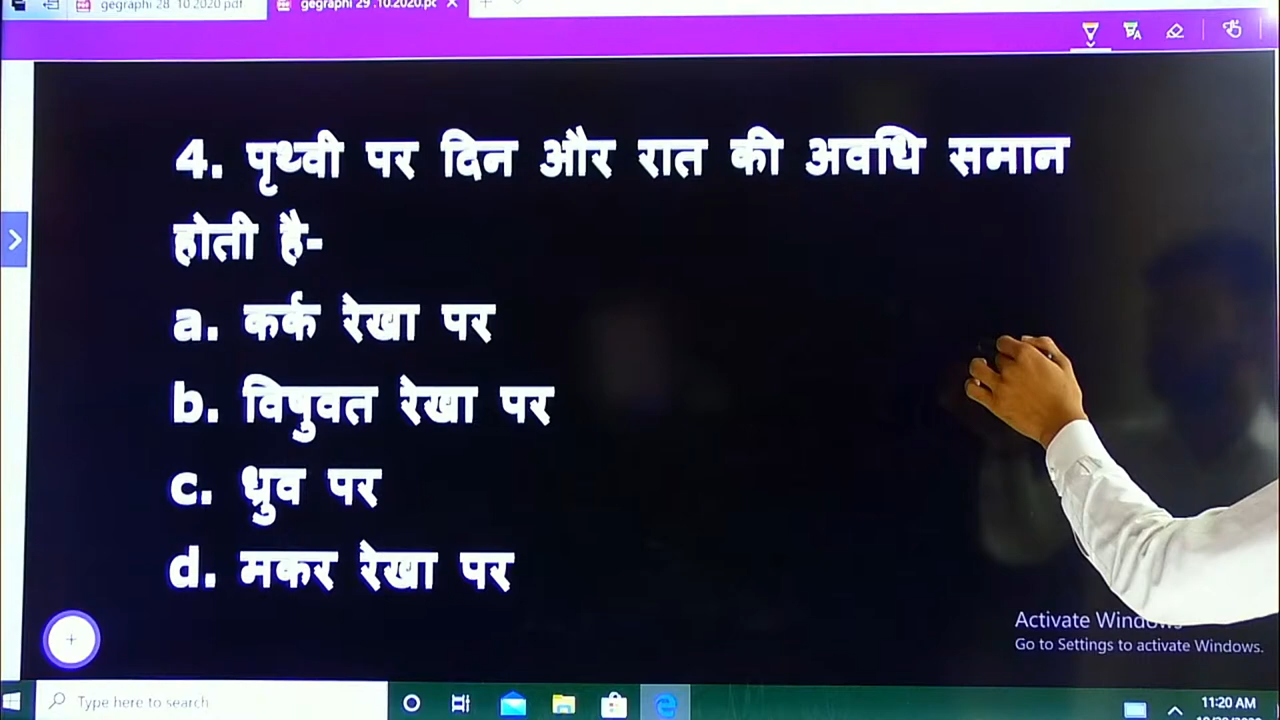 gegraphi 28 10.2020 pdf
gegraphi 29 .10.2020.pc
4. पृथ्वी पर दिन और रात की अवधि समान
होती है-
a. कर्क रेखा पर
b. विषुवत रेखा पर
c. ध्रुव पर
d. मकर रेखा पर
Activate Windows
Go to Settings to activate Windows.
Type here to search
11:20 AM